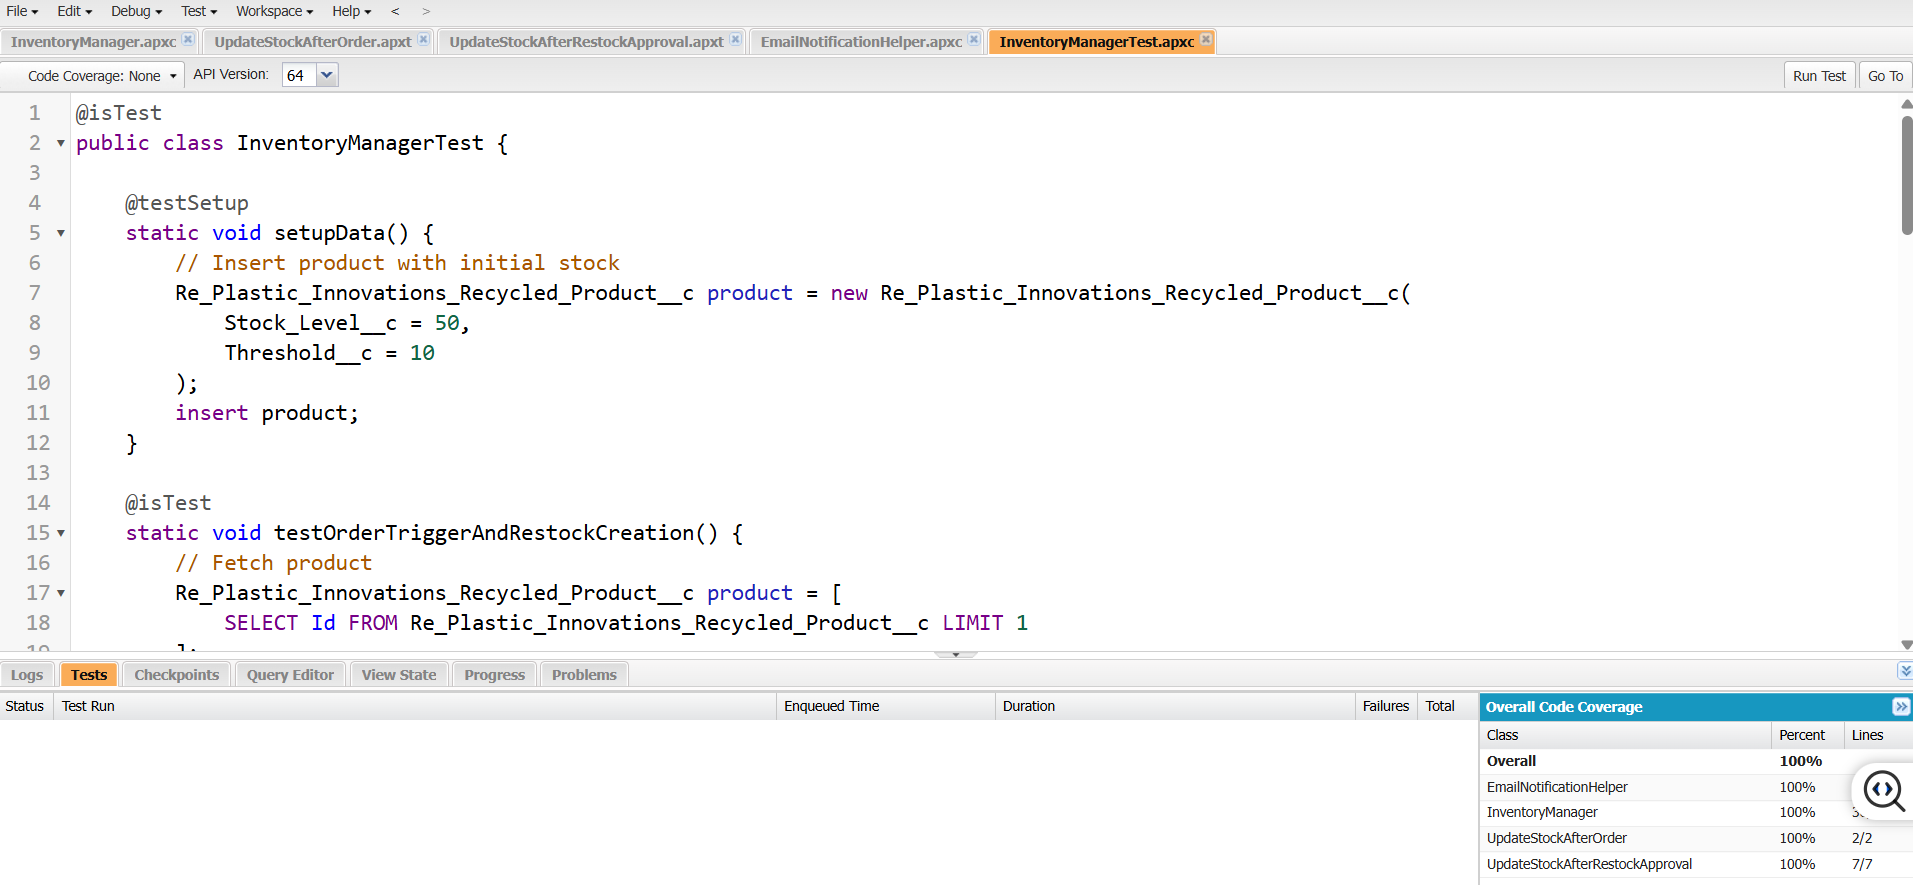 File Edit Debug Test Workspace Help < >
InventoryManager.apxc UpdateStockAfterOrder.apxt UpdateStockAfterRestockApproval.apxt EmailNotificationHelper.apxc InventoryManagerTest.apxc
Code Coverage: None API Version: 64 Run Test Go To
1 @isTest
2 public class InventoryManagerTest {
3
4 @testSetup
5 static void setupData() {
6 // Insert product with initial stock
7 Re_Plastic_Innovations_Recycled_Product__c product = new Re_Plastic_Innovations_Recycled_Product__c(
8 Stock_Level__c = 50,
9 Threshold__c = 10
10 );
11 insert product;
12 }
13
14 @isTest
15 static void testOrderTriggerAndRestockCreation() {
16 // Fetch product
17 Re_Plastic_Innovations_Recycled_Product__c product = [
18 SELECT Id FROM Re_Plastic_Innovations_Recycled_Product__c LIMIT 1
19 ];
Logs Tests Checkpoints Query Editor View State Progress Problems
Status Test Run Enqueued Time Duration Failures Total
Overall Code Coverage
Class Percent Lines
Overall 100%
EmailNotificationHelper 100%
InventoryManager 100%
UpdateStockAfterOrder 100% 2/2
UpdateStockAfterRestockApproval 100% 7/7